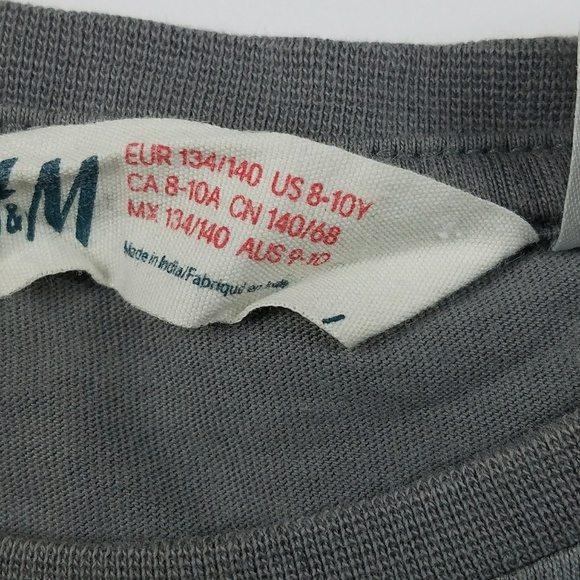 &M
EUR 134/140 US 8-10Y
CA 8-10A CN 140/68
MX 134/140 AUS 9-10
Made in India/Fabriqué en